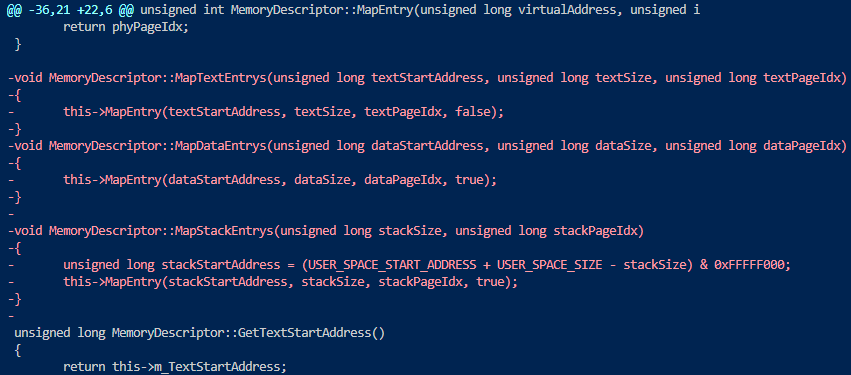 @@ -36,21 +22,6 @@ unsigned int MemoryDescriptor::MapEntry(unsigned long virtualAddress, unsigned i
        return phyPageIdx;
 }

-void MemoryDescriptor::MapTextEntrys(unsigned long textStartAddress, unsigned long textSize, unsigned long textPageIdx)
-{
-       this->MapEntry(textStartAddress, textSize, textPageIdx, false);
-}
-void MemoryDescriptor::MapDataEntrys(unsigned long dataStartAddress, unsigned long dataSize, unsigned long dataPageIdx)
-{
-       this->MapEntry(dataStartAddress, dataSize, dataPageIdx, true);
-}
-
-void MemoryDescriptor::MapStackEntrys(unsigned long stackSize, unsigned long stackPageIdx)
-{
-       unsigned long stackStartAddress = (USER_SPACE_START_ADDRESS + USER_SPACE_SIZE - stackSize) & 0xFFFFF000;
-       this->MapEntry(stackStartAddress, stackSize, stackPageIdx, true);
-}
-
 unsigned long MemoryDescriptor::GetTextStartAddress()
 {
        return this->m_TextStartAddress;